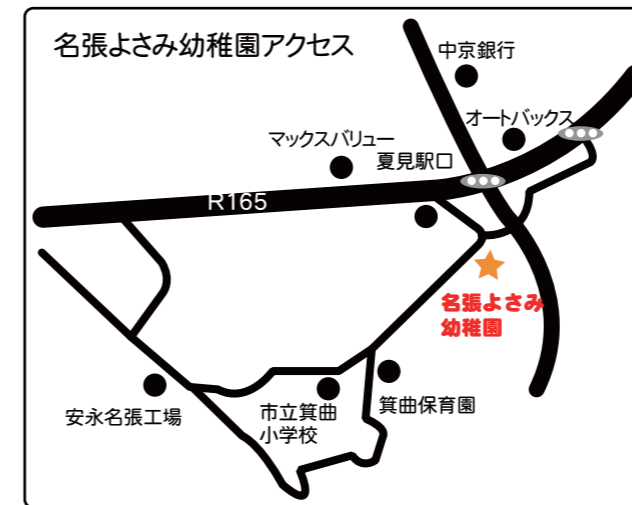 名張よさみ幼稚園アクセス
中京銀行
オートバックス
マックスバリュー
夏見駅口
R165
名張よさみ
幼稚園
安永名張工場
市立箕曲
小学校
箕曲保育園